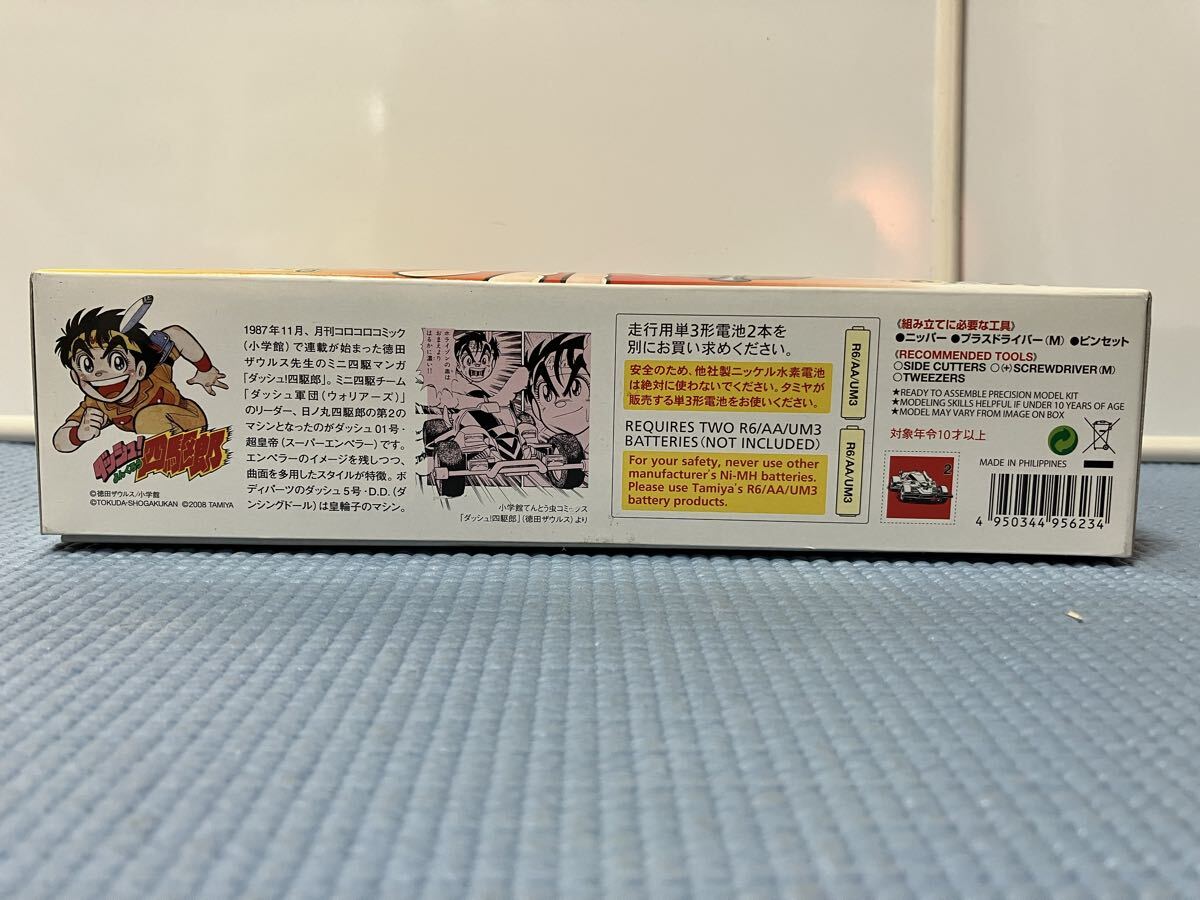 ダッシュ!
四駆郎
©徳田ザウルス/小学館
©TOKUDA・SHOGAKUKAN ©2008 TAMIYA
1987年11月、月刊コロコロコミック
(小学館)で連載が始まった徳田
ザウルス先生のミニ四駆マンガ
「ダッシュ!四駆郎」。ミニ四駆チーム
「ダッシュ軍団(ウォリアーズ)」
のリーダー、日ノ丸四駆郎の第2の
マシンとなったのがダッシュ01号・
超皇帝(スーパーエンペラー)です。
エンペラーのイメージを残しつつ、
曲面を多用したスタイルが特徴。ボ
ディパーツのダッシュ5号・D.D.(ダ
ンシングドール)は皇輪子のマシン。
ホライゾンの血は
おまえより
はるかに濃い!!
小学館てんとう虫コミックス
「ダッシュ!四駆郎」(徳田ザウルス)より
走行用単3形電池2本を
別にお買い求めください。
安全のため、他社製ニッケル水素電池
は絶対に使わないでください。タミヤが
販売する単3形電池をお使いください。
REQUIRES TWO R6/AA/UM3
BATTERIES (NOT INCLUDED)
For your safety, never use other
manufacturer's Ni-MH batteries.
Please use Tamiya's R6/AA/UM3
battery products.
R6/AA/UM3
R6/AA/UM3
《組み立てに必要な工具》
●ニッパー ●プラスドライバー(M) ●ピンセット
《RECOMMENDED TOOLS》
○SIDE CUTTERS ○(+)SCREWDRIVER (M)
○TWEEZERS
★READY TO ASSEMBLE PRECISION MODEL KIT
★MODELING SKILLS HELPFUL IF UNDER 10 YEARS OF AGE
★MODEL MAY VARY FROM IMAGE ON BOX
対象年令10才以上
2
MADE IN PHILIPPINES
4 950344 956234